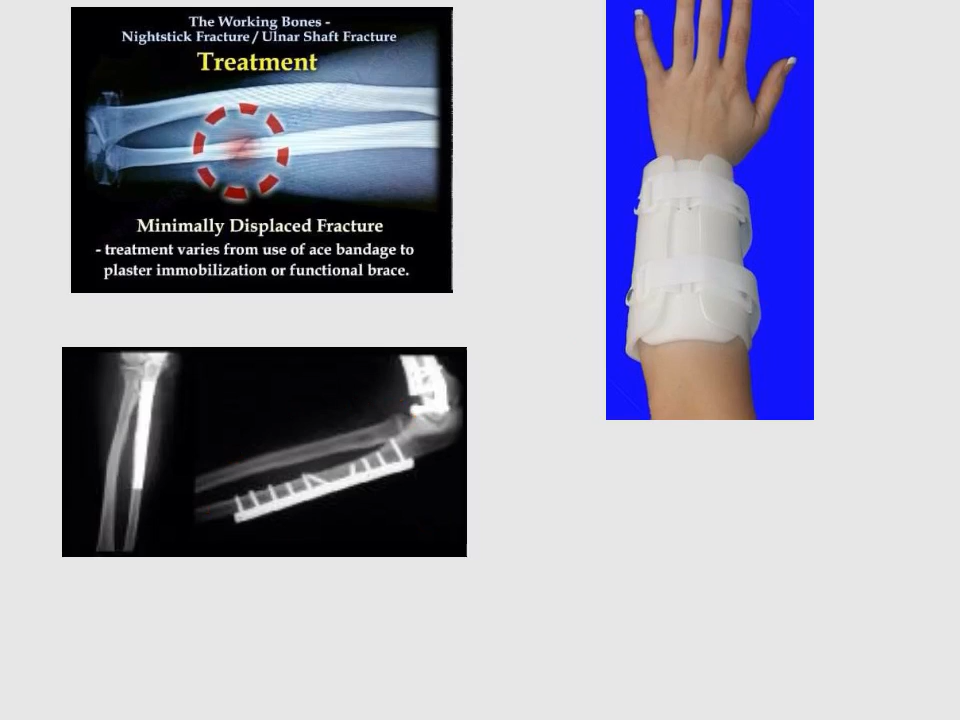 The Working Bones -
Nightstick Fracture / Ulnar Shaft Fracture
Treatment
Minimally Displaced Fracture
- treatment varies from use of ace bandage to
plaster immobilization or functional brace.